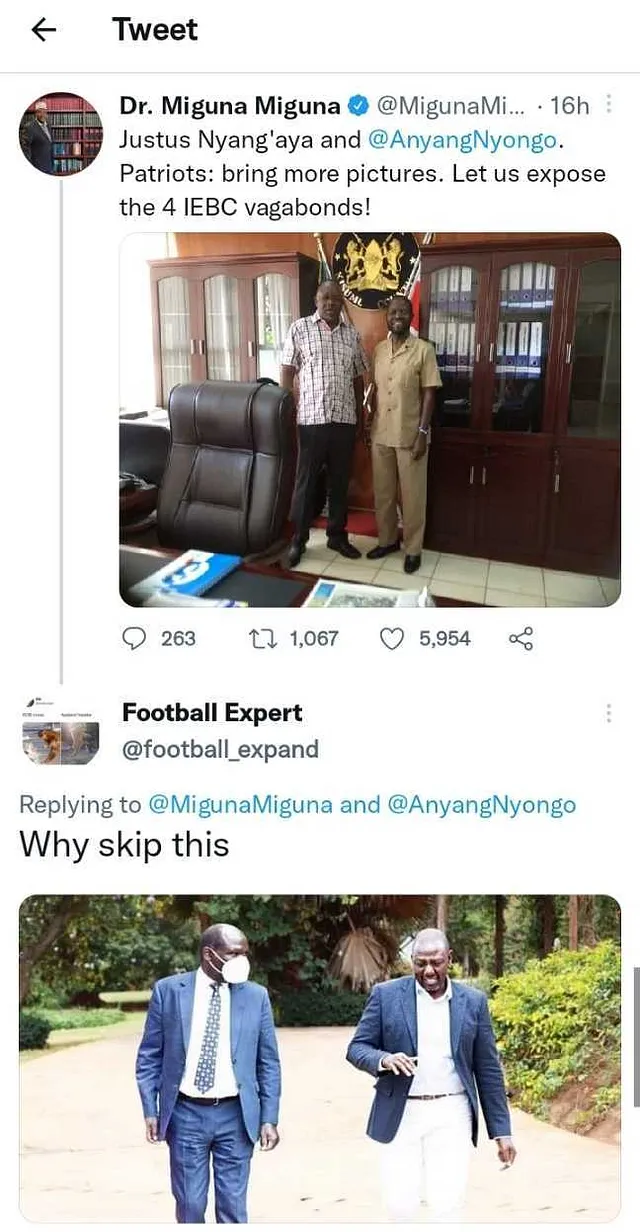 Tweet
Dr. Miguna Miguna @MigunaMi... · 16h
Justus Nyang'aya and @AnyangNyongo.
Patriots: bring more pictures. Let us expose
the 4 IEBC vagabonds!
263 1,067 5,954
Football Expert
@football_expand
Replying to @MigunaMiguna and @AnyangNyongo
Why skip this